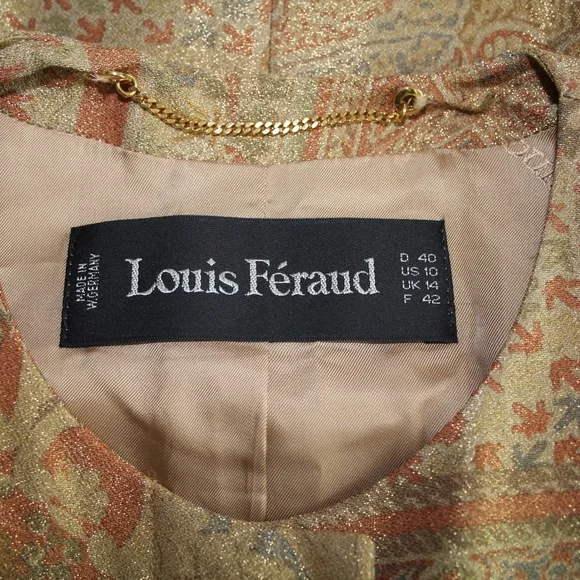 MADE IN
W.GERMANY
Louis Féraud
D 40
US 10
UK 14
F 42